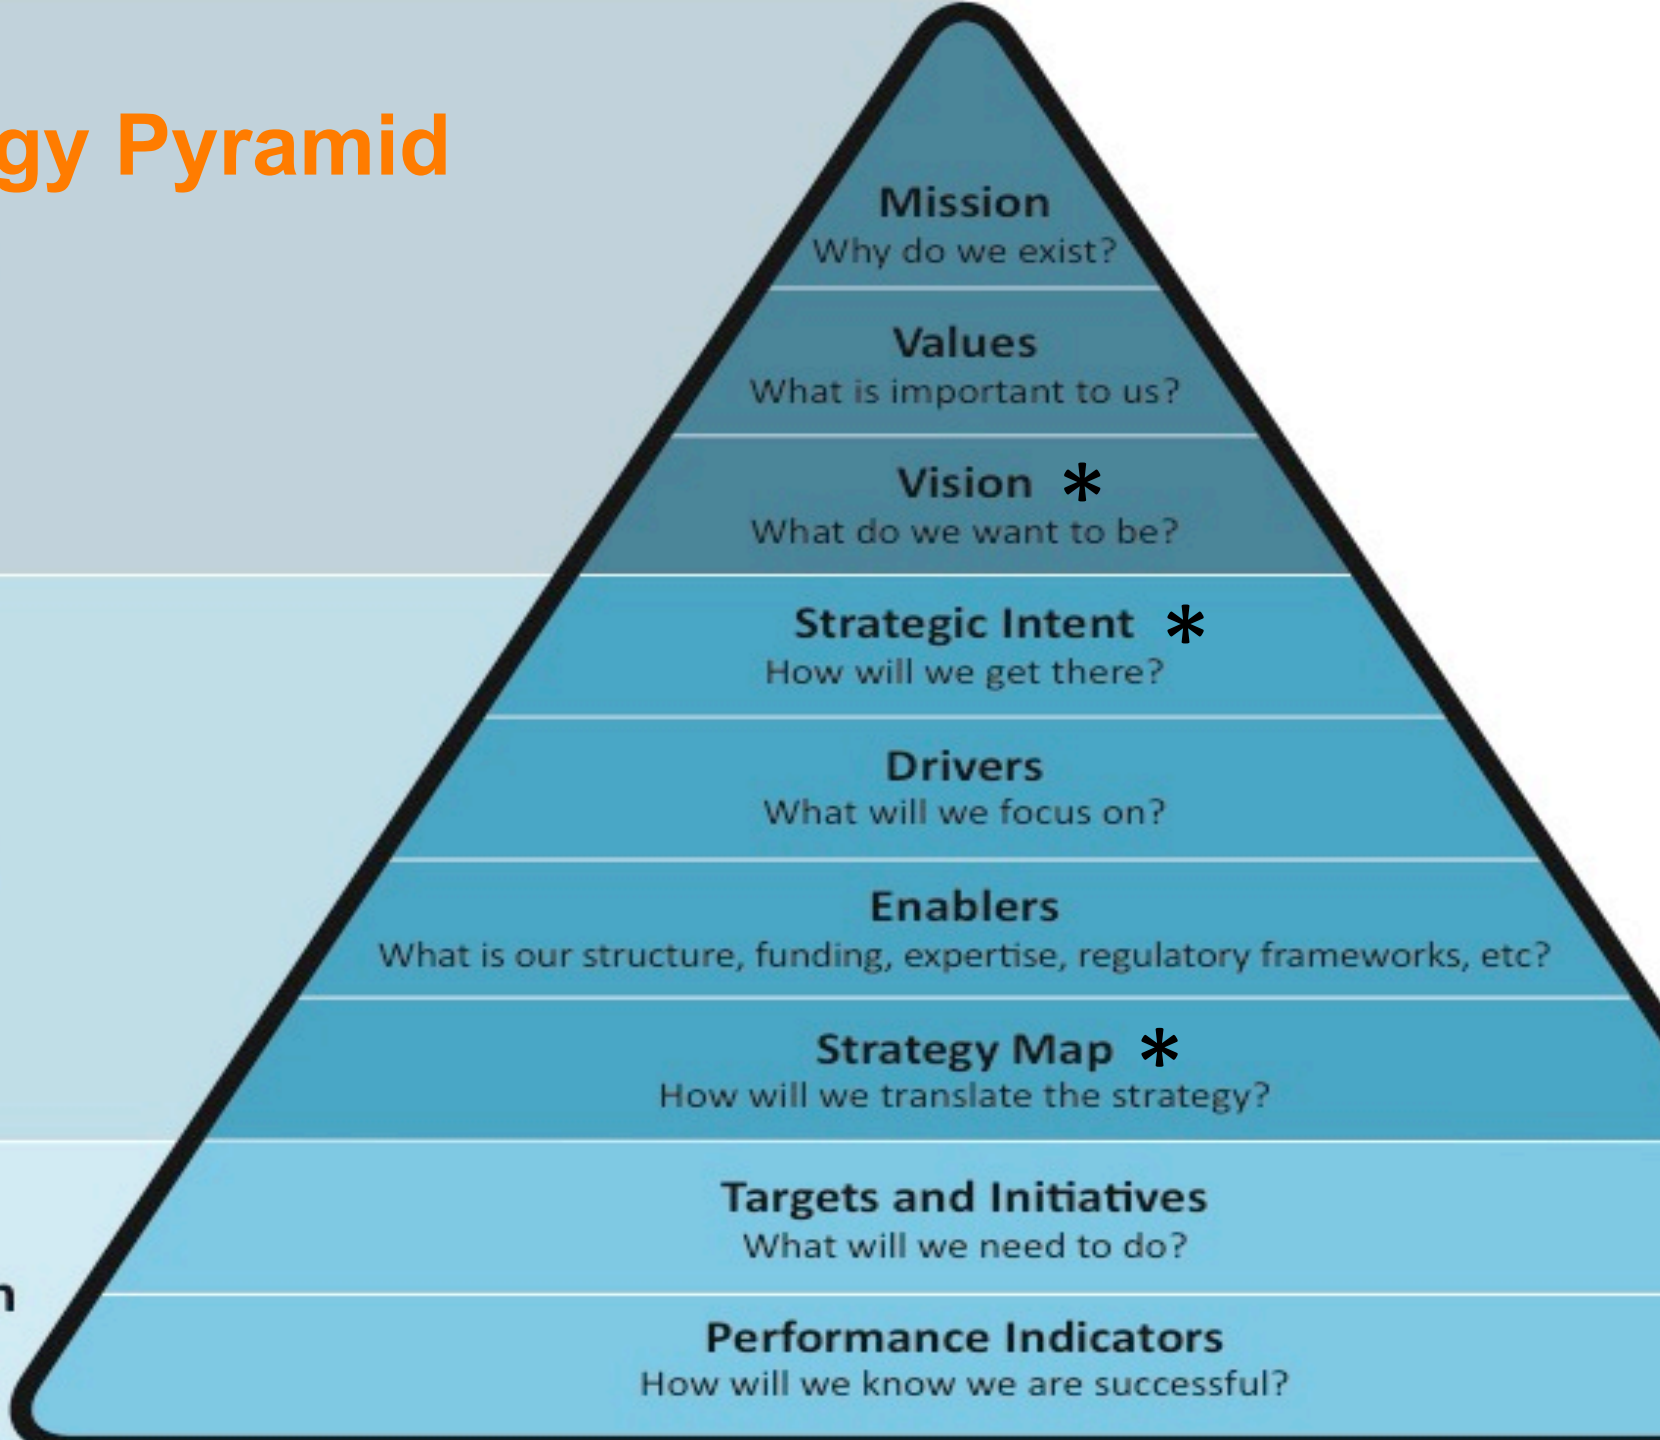 gy Pyramid
Mission
Why do we exist?
Values
What is important to us?
Vision *
What do we want to be?
Strategic Intent *
How will we get there?
Drivers
What will we focus on?
Enablers
What is our structure, funding, expertise, regulatory frameworks, etc?
Strategy Map *
How will we translate the strategy?
Targets and Initiatives
What will we need to do?
n
Performance Indicators
How will we know we are successful?